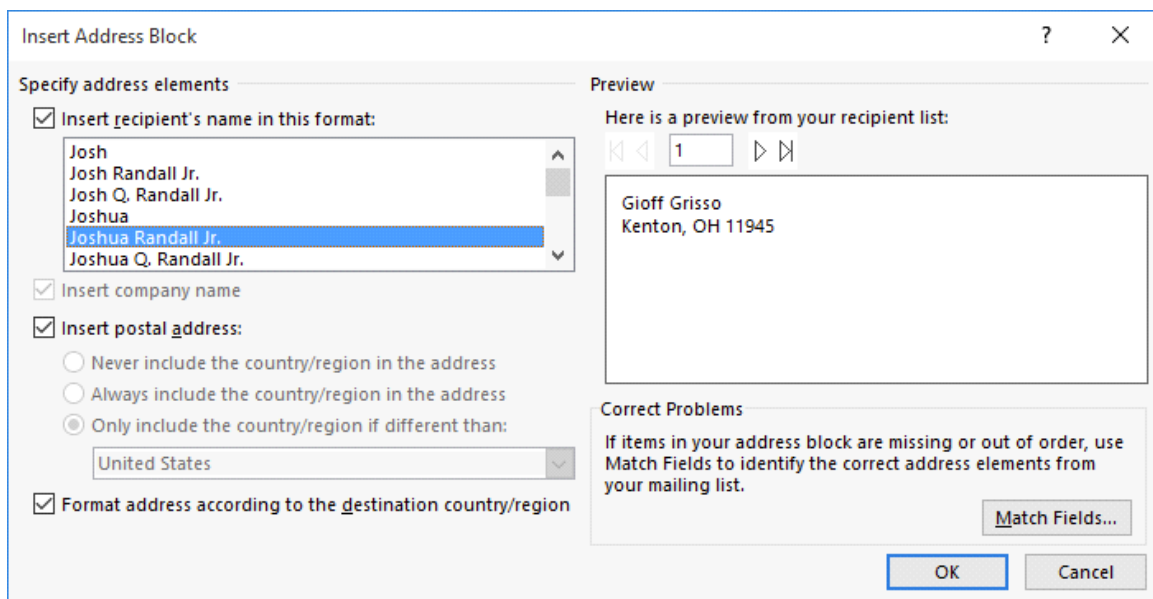 Insert Address Block
?
Specify address elements
Insert recipient's name in this format:
Josh
Josh Randall Jr.
Josh Q. Randall Jr.
Joshua
Joshua Randall Jr.
Joshua Q. Randall Jr.
Insert company name
Insert postal address:
Never include the country/region in the address
Always include the country/region in the address
Only include the country/region if different than:
United States
Format address according to the destination country/region
Preview
Here is a preview from your recipient list:
1
Gioff Grisso
Kenton, OH 11945
Correct Problems
If items in your address block are missing or out of order, use
Match Fields to identify the correct address elements from
your mailing list.
Match Fields...
OK
Cancel